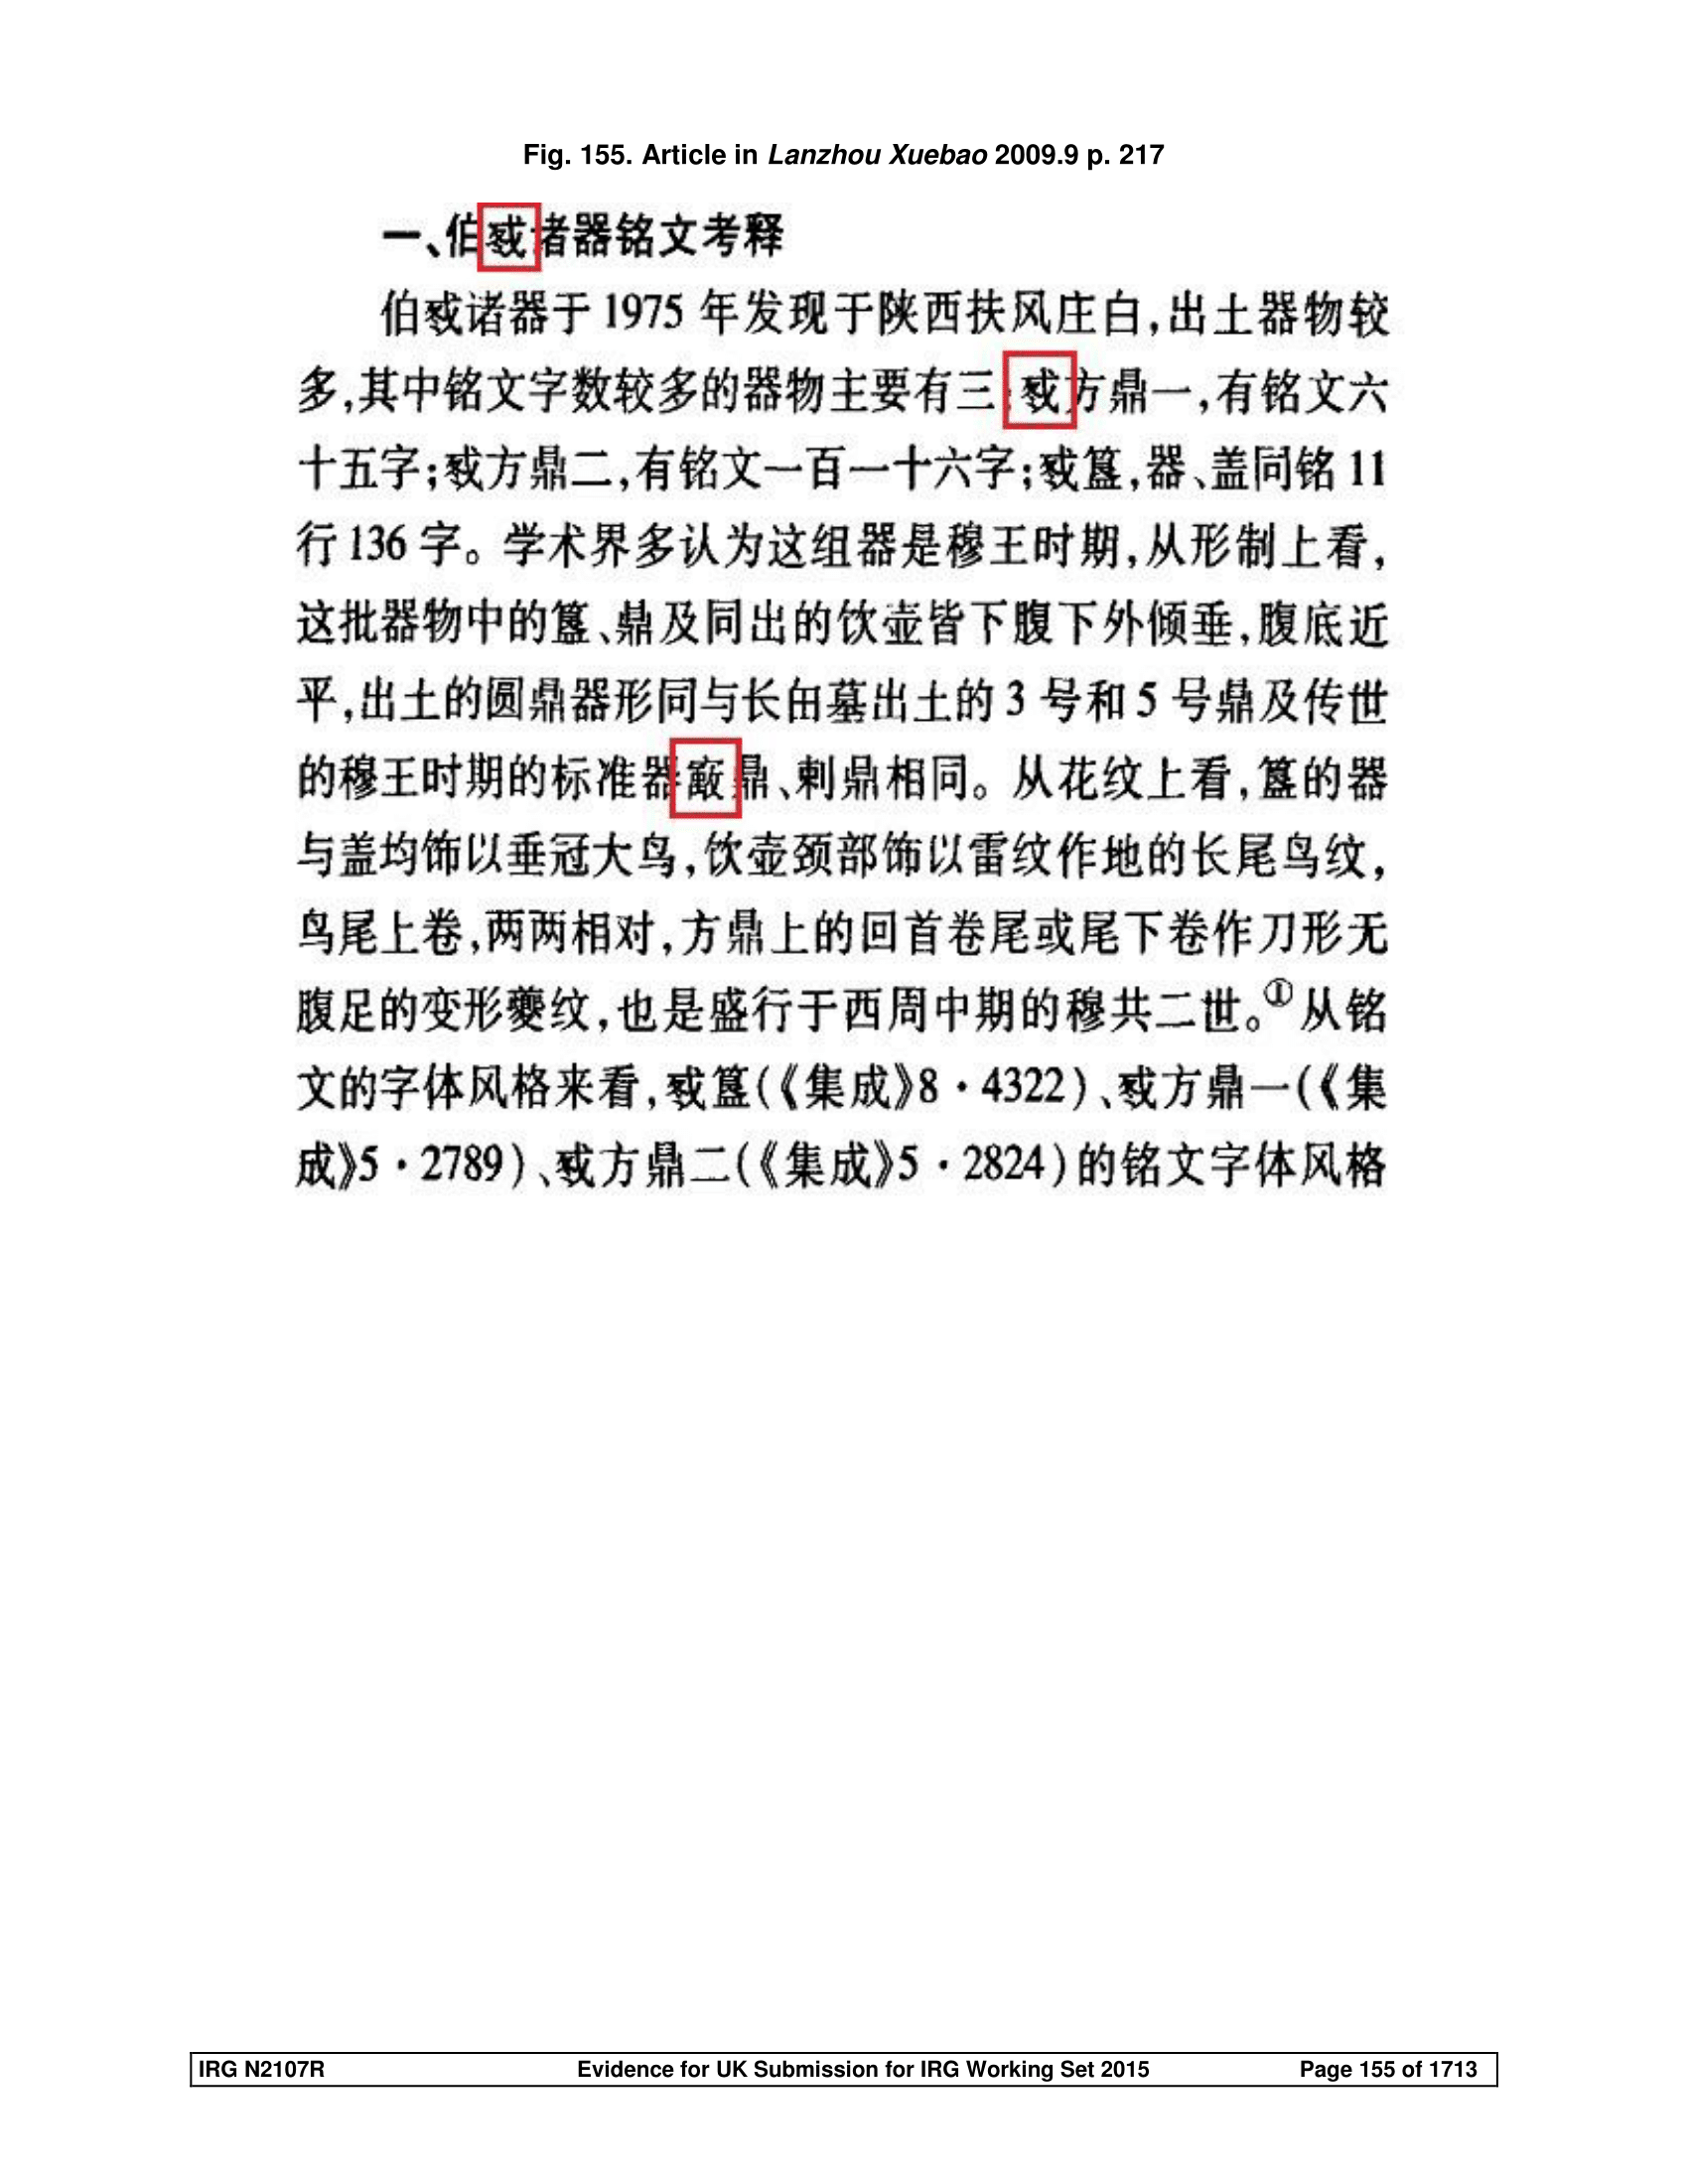 Fig. 155. Article in Lanzhou Xuebao 2009.9 p. 217
一、伯诸器铭文考释
伯诸器于1975年发现于陕西扶风庄白,出土器物较
多,其中铭文字数较多的器物主要有三:方鼎一,有铭文六
十五字;方鼎二,有铭文一百一十六字;簋,器、盖同铭11
行136字。学术界多认为这组器是穆王时期,从形制上看,
这批器物中的簋、鼎及同出的饮壶皆下腹下外倾垂,腹底近
平,出土的圆鼎器形同与长甶墓出土的3号和5号鼎及传世
的穆王时期的标准器鼎、剌鼎相同。从花纹上看,簋的器
与盖均饰以垂冠大鸟,饮壶颈部饰以雷纹作地的长尾鸟纹,
鸟尾上卷,两两相对,方鼎上的回首卷尾或尾下卷作刀形无
腹足的变形夔纹,也是盛行于西周中期的穆共二世。①从铭
文的字体风格来看,簋(《集成》8·4322)、方鼎一(《集
成》5·2789)、方鼎二(《集成》5·2824)的铭文字体风格
IRG N2107R Evidence for UK Submission for IRG Working Set 2015 Page 155 of 1713